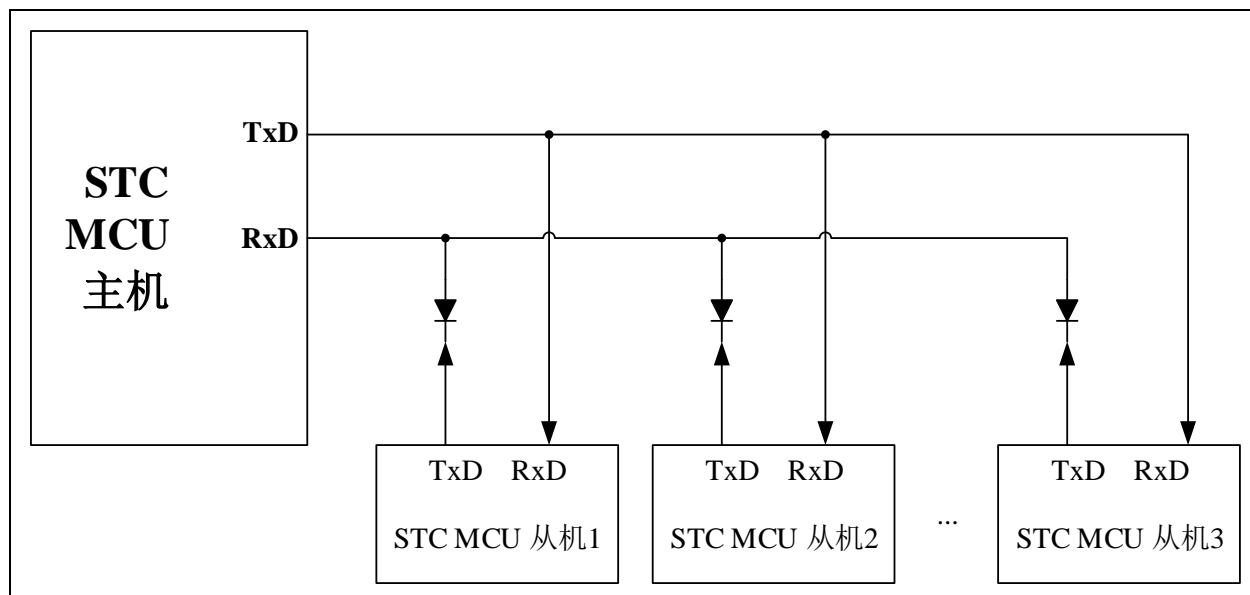 TxD
STC
MCU
主机
RxD
TxD RxD
STC MCU 从机1
TxD RxD
STC MCU 从机2
...
TxD RxD
STC MCU 从机3